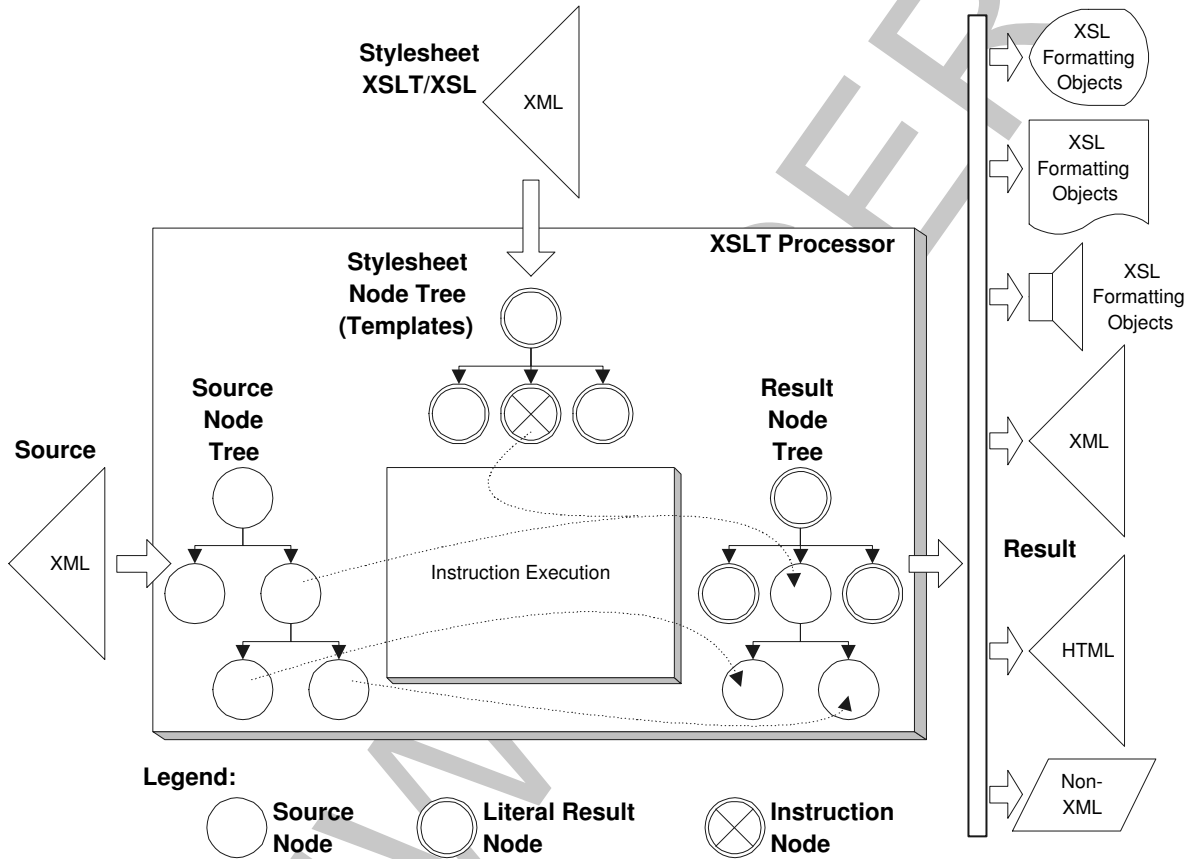 Stylesheet
XSLT/XSL
XML
XSL
Formatting
Objects
XSL
Formatting
Objects
XSLT Processor
Stylesheet
Node Tree
(Templates)
XSL
Formatting
Objects
Source
Node
Tree
Result
Node
Tree
Source
XML
Instruction Execution
XML
Result
HTML
Non-
XML
Legend:
Source
Node
Literal Result
Node
Instruction
Node